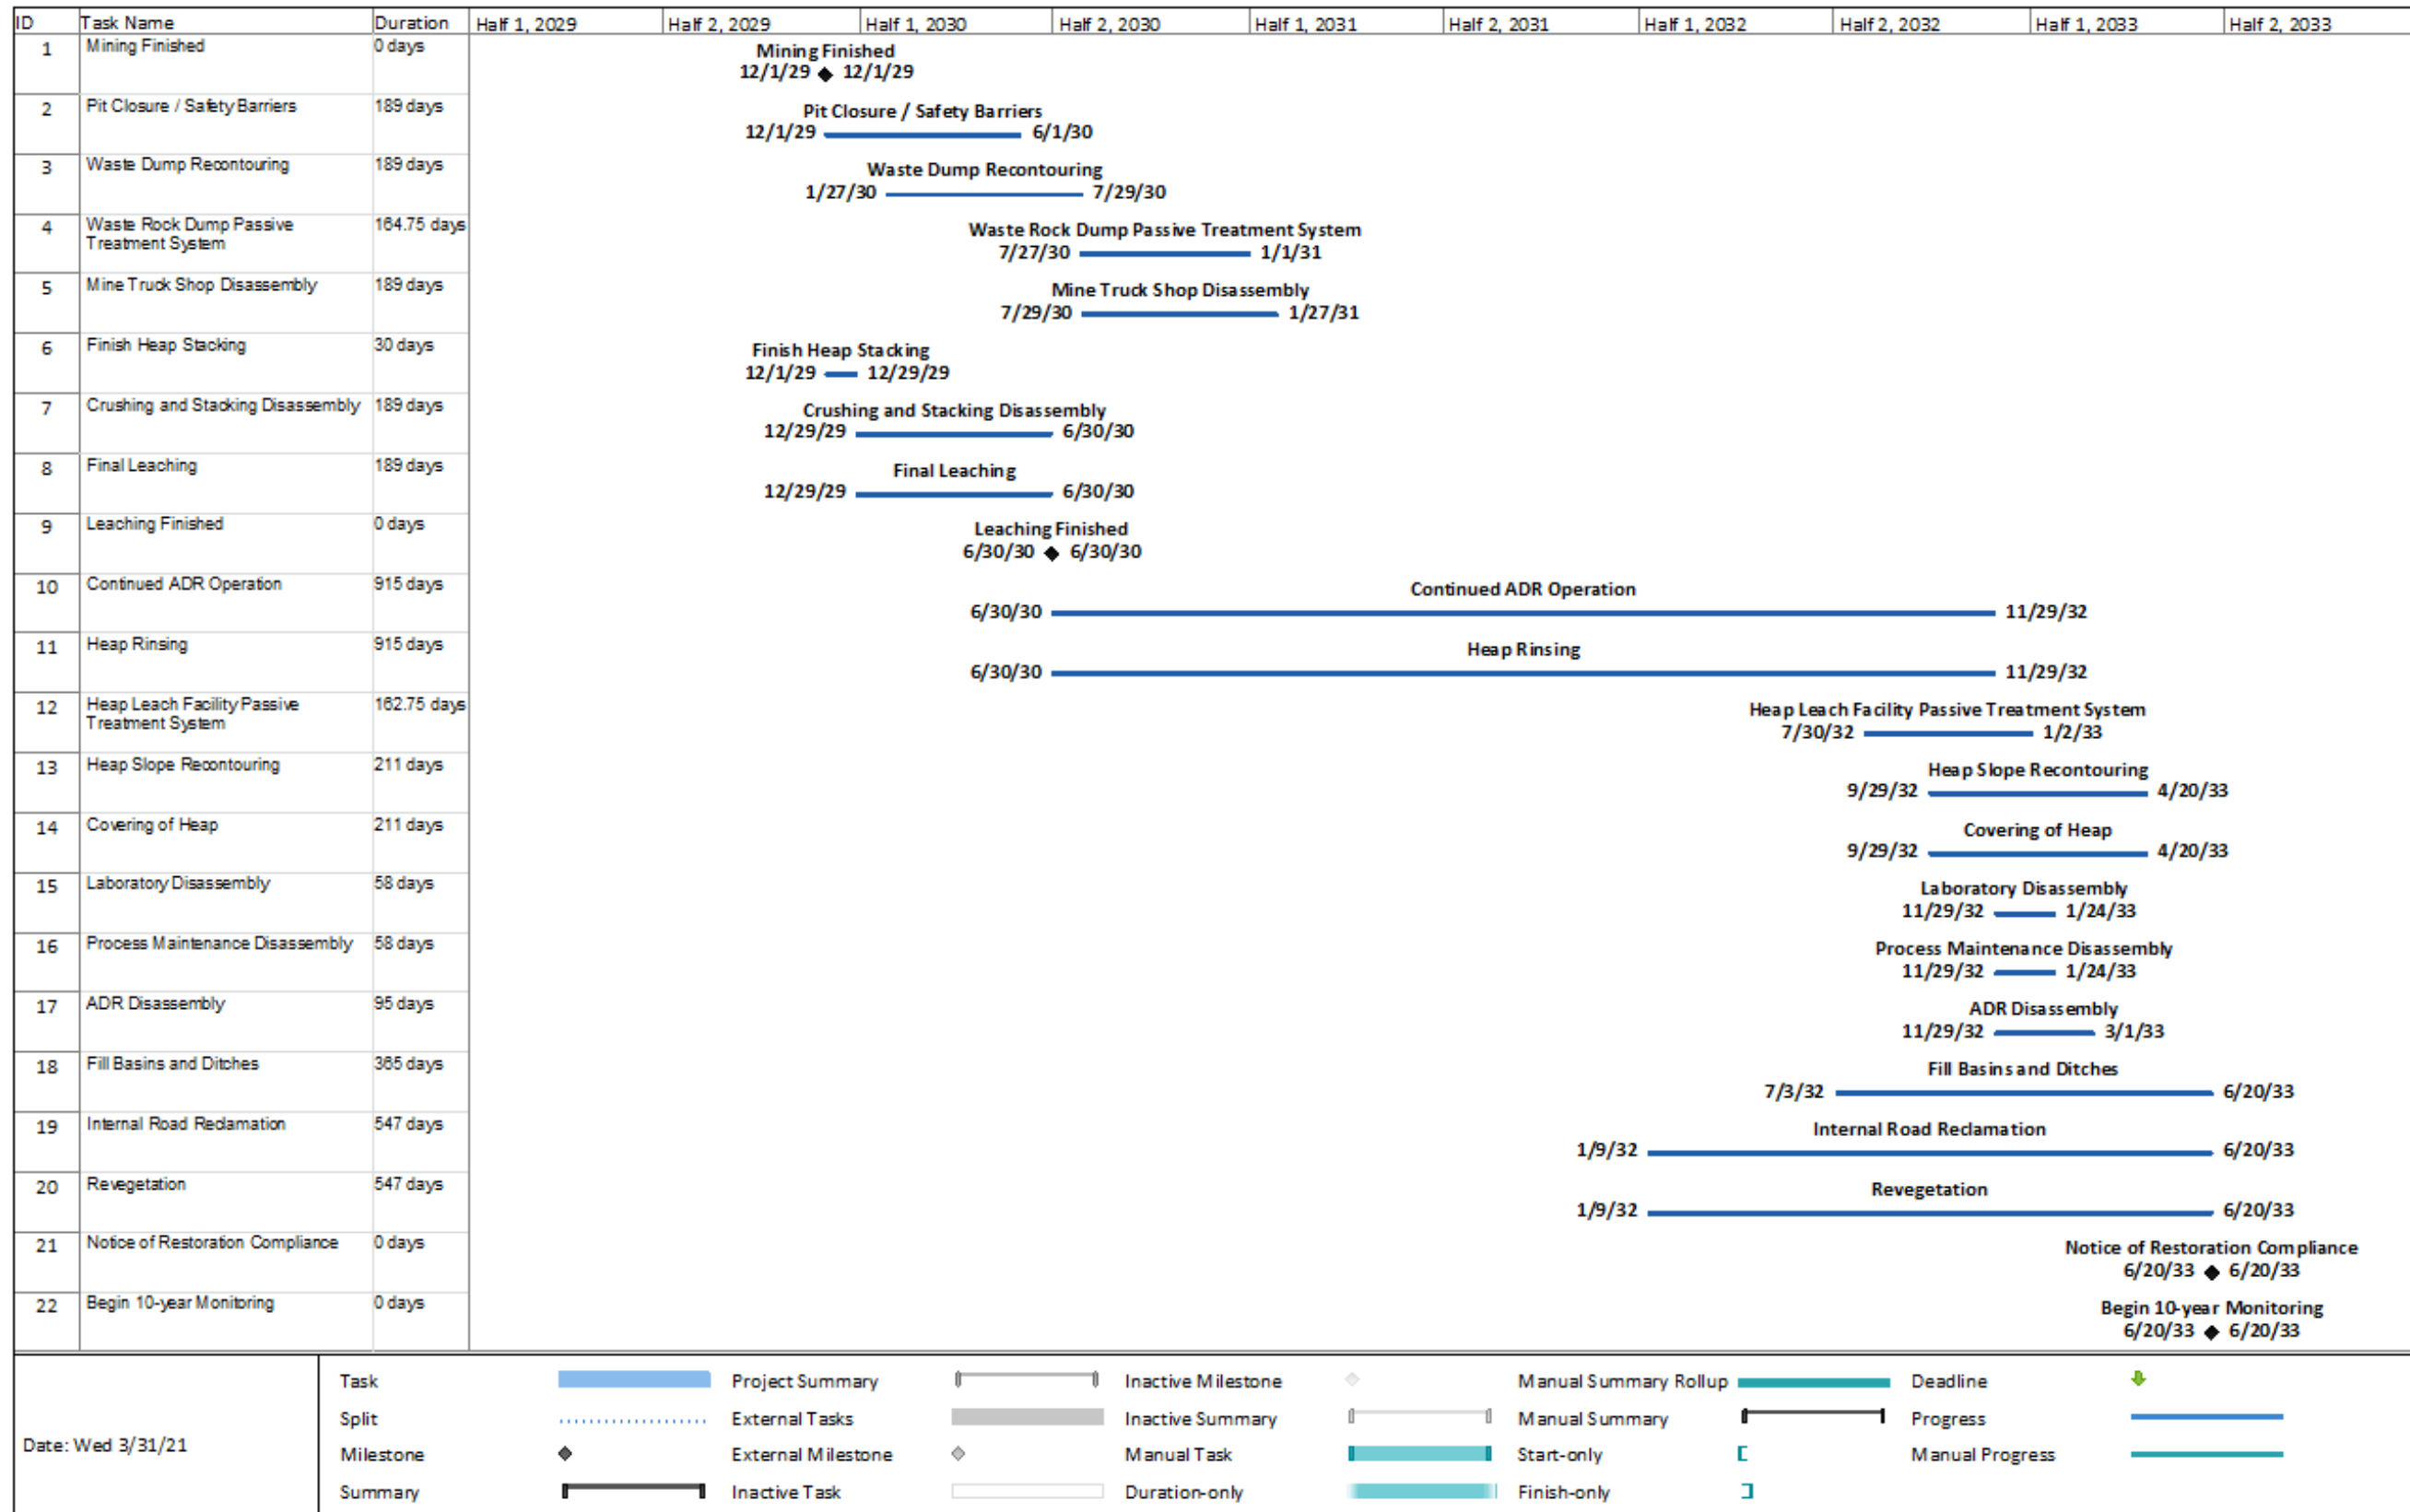 ID Task Name Duration Half 1, 2029 Half 2, 2029 Half 1, 2030 Half 2, 2030 Half 1, 2031 Half 2, 2031 Half 1, 2032 Half 2, 2032 Half 1, 2033 Half 2, 2033
1 Mining Finished 0 days
Mining Finished
12/1/29 12/1/29
2 Pit Closure / Safety Barriers 189 days
Pit Closure / Safety Barriers
12/1/29 6/1/30
3 Waste Dump Recontouring 189 days
Waste Dump Recontouring
1/27/30 7/29/30
4 Waste Rock Dump Passive 164.75 days
Treatment System
Waste Rock Dump Passive Treatment System
7/27/30 1/1/31
5 Mine Truck Shop Disassembly 189 days
Mine Truck Shop Disassembly
7/29/30 1/27/31
6 Finish Heap Stacking 30 days
Finish Heap Stacking
12/1/29 12/29/29
7 Crushing and Stacking Disassembly 189 days
Crushing and Stacking Disassembly
12/29/29 6/30/30
8 Final Leaching 189 days
Final Leaching
12/29/29 6/30/30
9 Leaching Finished 0 days
Leaching Finished
6/30/30 6/30/30
10 Continued ADR Operation 915 days
Continued ADR Operation
6/30/30 11/29/32
11 Heap Rinsing 915 days
Heap Rinsing
6/30/30 11/29/32
12 Heap Leach Facility Passive 162.75 days
Treatment System
Heap Leach Facility Passive Treatment System
7/30/32 1/2/33
13 Heap Slope Recontouring 211 days
Heap Slope Recontouring
9/29/32 4/20/33
14 Covering of Heap 211 days
Covering of Heap
9/29/32 4/20/33
15 Laboratory Disassembly 58 days
Laboratory Disassembly
11/29/32 1/24/33
16 Process Maintenance Disassembly 58 days
Process Maintenance Disassembly
11/29/32 1/24/33
17 ADR Disassembly 95 days
ADR Disassembly
11/29/32 3/1/33
18 Fill Basins and Ditches 365 days
Fill Basins and Ditches
7/3/32 6/20/33
19 Internal Road Reclamation 547 days
Internal Road Reclamation
1/9/32 6/20/33
20 Revegetation 547 days
Revegetation
1/9/32 6/20/33
21 Notice of Restoration Compliance 0 days
Notice of Restoration Compliance
6/20/33 6/20/33
22 Begin 10-year Monitoring 0 days
Begin 10-year Monitoring
6/20/33 6/20/33
Date: Wed 3/31/21
Task Project Summary Inactive Milestone Manual Summary Rollup Deadline
Split External Tasks Inactive Summary Manual Summary Progress
Milestone External Milestone Manual Task Start-only Manual Progress
Summary Inactive Task Duration-only Finish-only